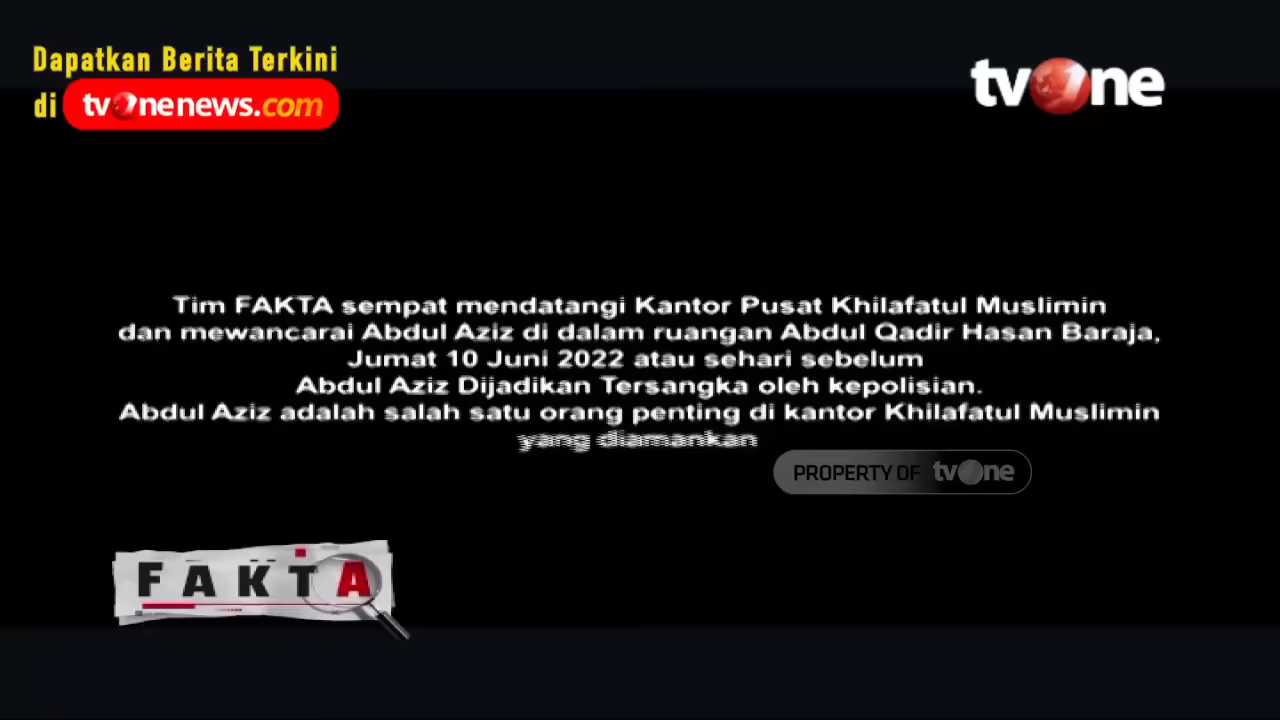 Dapatkan Berita Terkini
di tvonenews.com
tvOne
Tim FAKTA sempat mendatangi Kantor Pusat Khilafatul Muslimin
dan mewancarai Abdul Aziz di dalam ruangan Abdul Qadir Hasan Baraja,
Jumat 10 Juni 2022 atau sehari sebelum
Abdul Aziz Dijadikan Tersangka oleh kepolisian.
Abdul Aziz adalah salah satu orang penting di kantor Khilafatul Muslimin
yang diamankan
PROPERTY OF tvOne
FAKTA